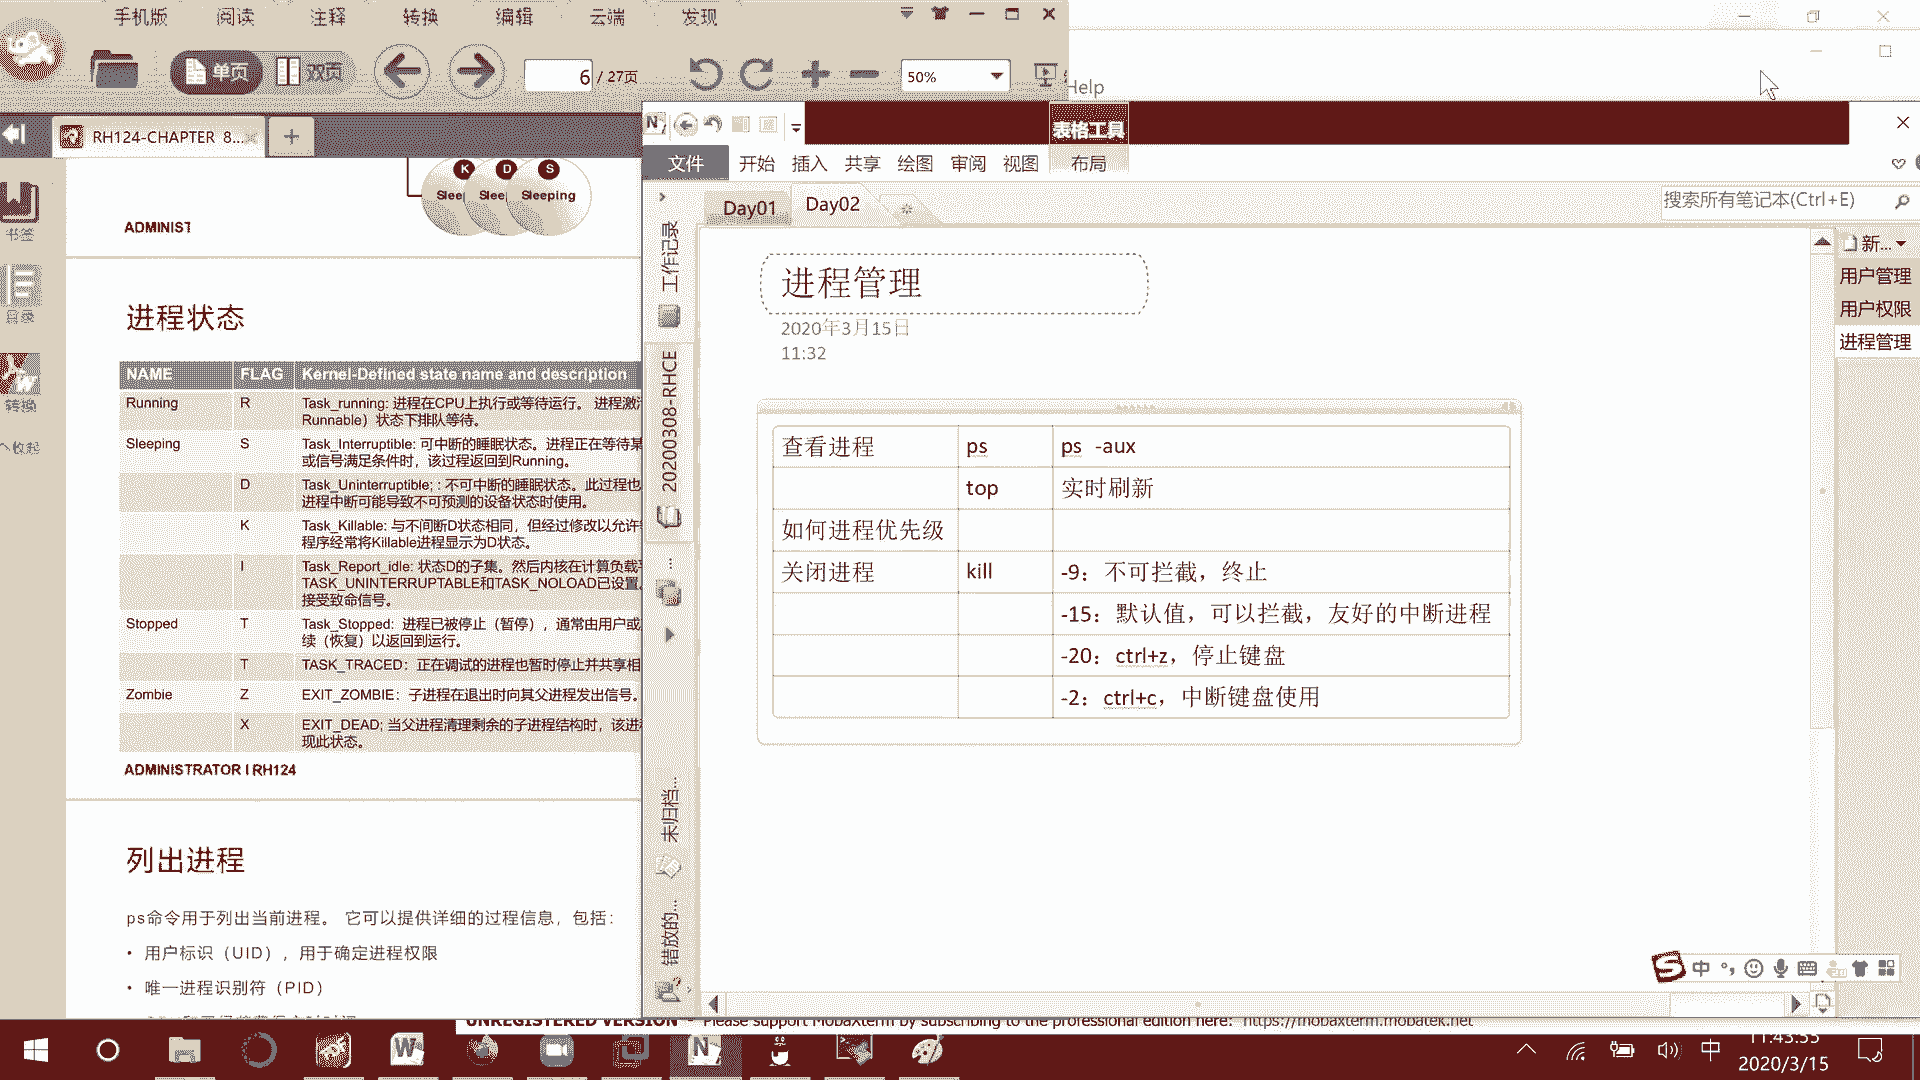 手机版 阅读 注释 转换 编辑 云端 发现
单页 双页 6 / 27页 50%
Help
RH124-CHAPTER 8...
书签
目录
转换
收起
K D S
Sleeping
ADMINIST
进程状态
NAME FLAG Kernel-Defined state name and description
Running R Task_running: 进程在CPU上执行或等待运行。 进程激
Runnable）状态下排队等待。
Sleeping S Task_Interruptible: 可中断的睡眠状态。进程正在等待某
或信号满足条件时，该过程返回到Running。
D Task_Uninterruptible; : 不可中断的睡眠状态。此过程也
进程中断可能导致不可预测的设备状态时使用。
K Task_Killable: 与不间断D状态相同，但经过修改以允许
程序经常将Killable进程显示为D状态。
I Task_Report_idle: 状态D的子集。然后内核在计算负载
TASK_UNINTERRUPTABLE和TASK_NOLOAD已设置
接受致命信号。
Stopped T Task_Stopped: 进程已被停止（暂停），通常由用户或
续（恢复）以返回到运行。
T TASK_TRACED：正在调试的进程也暂时停止并共享相
Zombie Z EXIT_ZOMBIE：子进程在退出时向其父进程发出信号。
X EXIT_DEAD; 当父进程清理剩余的子进程结构时，该进
现此状态。
ADMINISTRATOR I RH124
列出进程
ps命令用于列出当前进程。 它可以提供详细的过程信息，包括：
• 用户标识（UID），用于确定进程权限
• 唯一进程识别符（PID）
表格工具
文件 开始 插入 共享 绘图 审阅 视图 布局
Day01 Day02
搜索所有笔记本(Ctrl+E)
工作记录
20200308-RHCE
未归档...
错放的...
进程管理
2020年3月15日
11:32
查看进程 ps ps -aux
top 实时刷新
如何进程优先级
关闭进程 kill -9：不可拦截，终止
-15：默认值，可以拦截，友好的中断进程
-20：ctrl+z，停止键盘
-2：ctrl+c，中断键盘使用
新...
用户管理
用户权限
进程管理
中
UNREGISTERED VERSION - Please support MobaXterm by subscribing to the professional edition here: https://mobaxterm.mobatek.net
中
11:43:55
2020/3/15